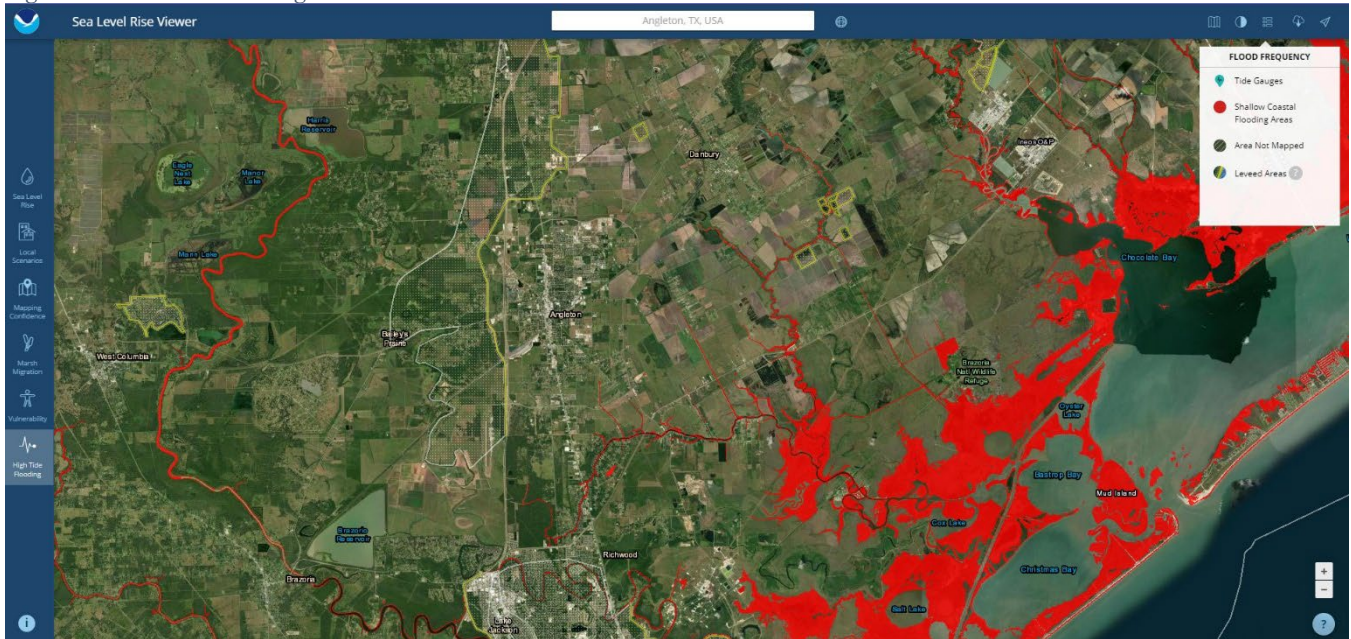 Sea Level Rise Viewer
Angleton, TX, USA
FLOOD FREQUENCY
Tide Gauges
Shallow Coastal
Flooding Areas
Area Not Mapped
Leveed Areas ?
Sea Level
Rise
Local
Scenarios
Mapping
Confidence
Marsh
Migration
Vulnerability
High Tide
Flooding
Harris
Reservoir
Eagle
Nest
Lake
Manor
Lake
Danbury
Ineos O&P
Chocolate Bay
Angleton
Baileys
Prairie
West Columbia
Brazoria
Natl Wildlife
Refuge
Oyster
Lake
Bastrop Bay
Mud Island
Cox Lake
Brazoria
Reservoir
Richwood
Brazoria
Christmas Bay
Salt Lake
Lake
Jackson
+
−
i
?